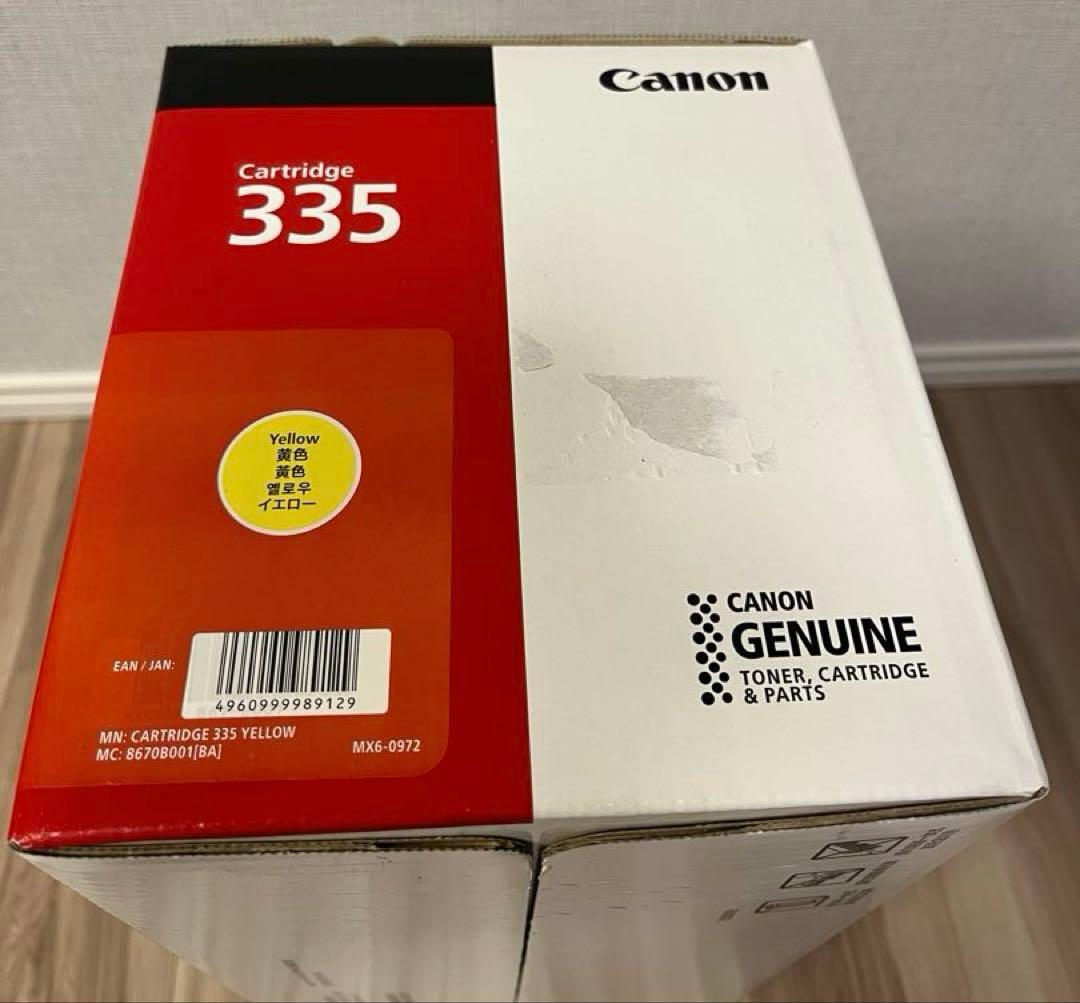 Canon
Cartridge
335
Yellow
黄色
黃色
옐로우
イエロー
EAN / JAN:
4960999989129
MN: CARTRIDGE 335 YELLOW
MC: 8670B001[BA]
MX6-0972
CANON
GENUINE
TONER, CARTRIDGE
& PARTS